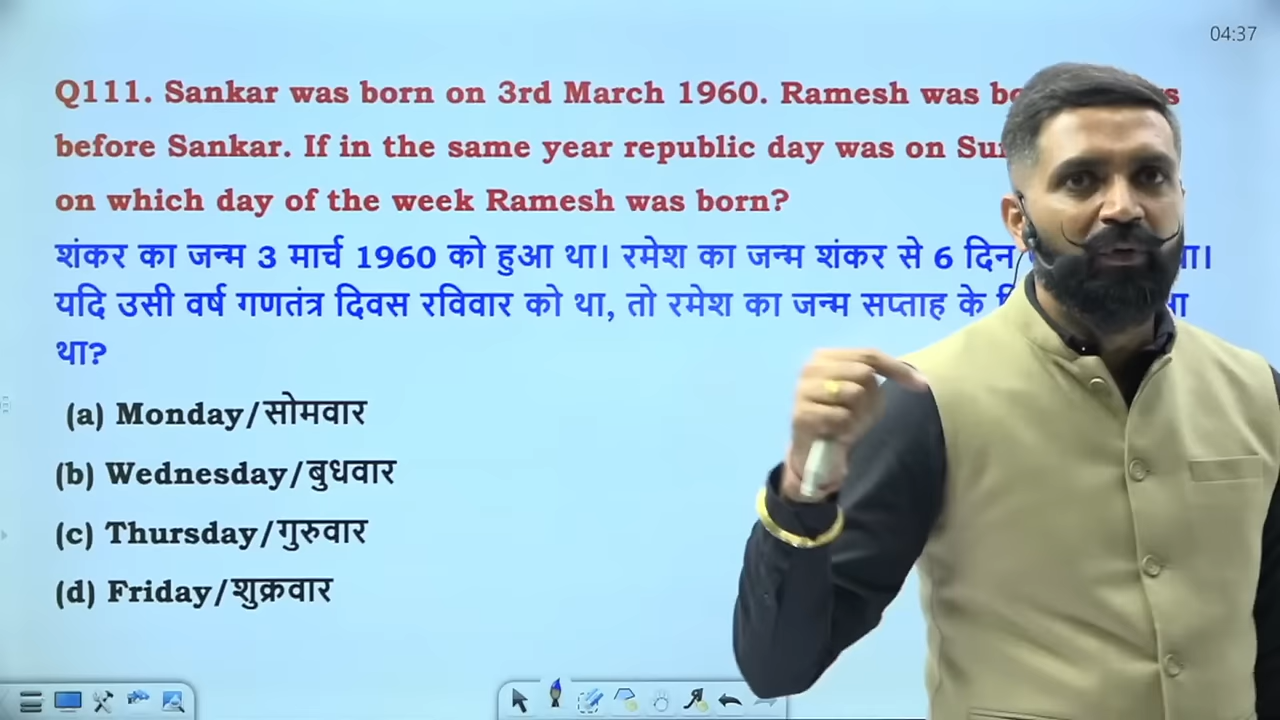 04:37
Q111. Sankar was born on 3rd March 1960. Ramesh was
before Sankar. If in the same year republic day was on
on which day of the week Ramesh was born?
शंकर का जन्म 3 मार्च 1960 को हुआ था। रमेश का जन्म शंकर से 6 दिन
यदि उसी वर्ष गणतंत्र दिवस रविवार को था, तो रमेश का जन्म सप्ताह के
था?
(a) Monday/सोमवार
(b) Wednesday/बुधवार
(c) Thursday/गुरुवार
(d) Friday/शुक्रवार